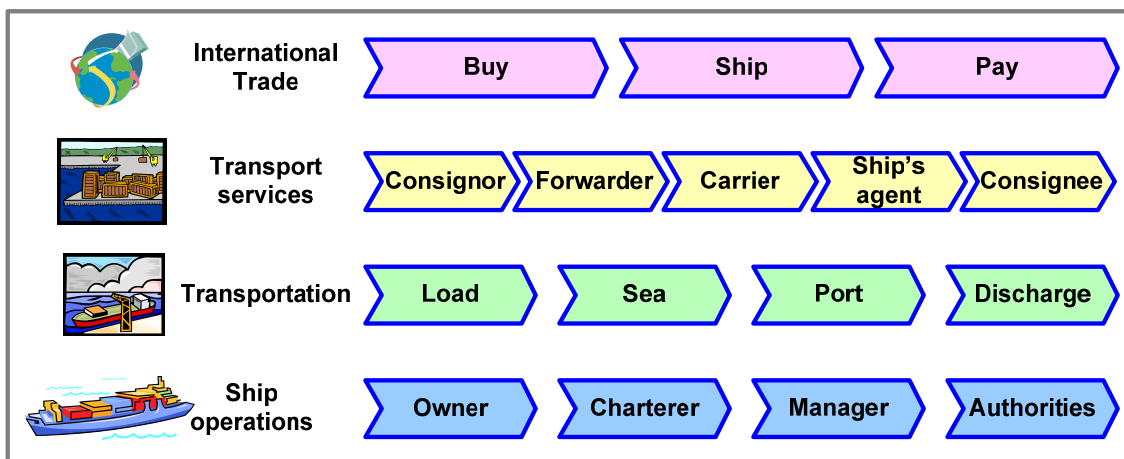 International
Trade
Buy
Ship
Pay
Transport
services
Consignor
Forwarder
Carrier
Ship's
agent
Consignee
Transportation
Load
Sea
Port
Discharge
Ship
operations
Owner
Charterer
Manager
Authorities